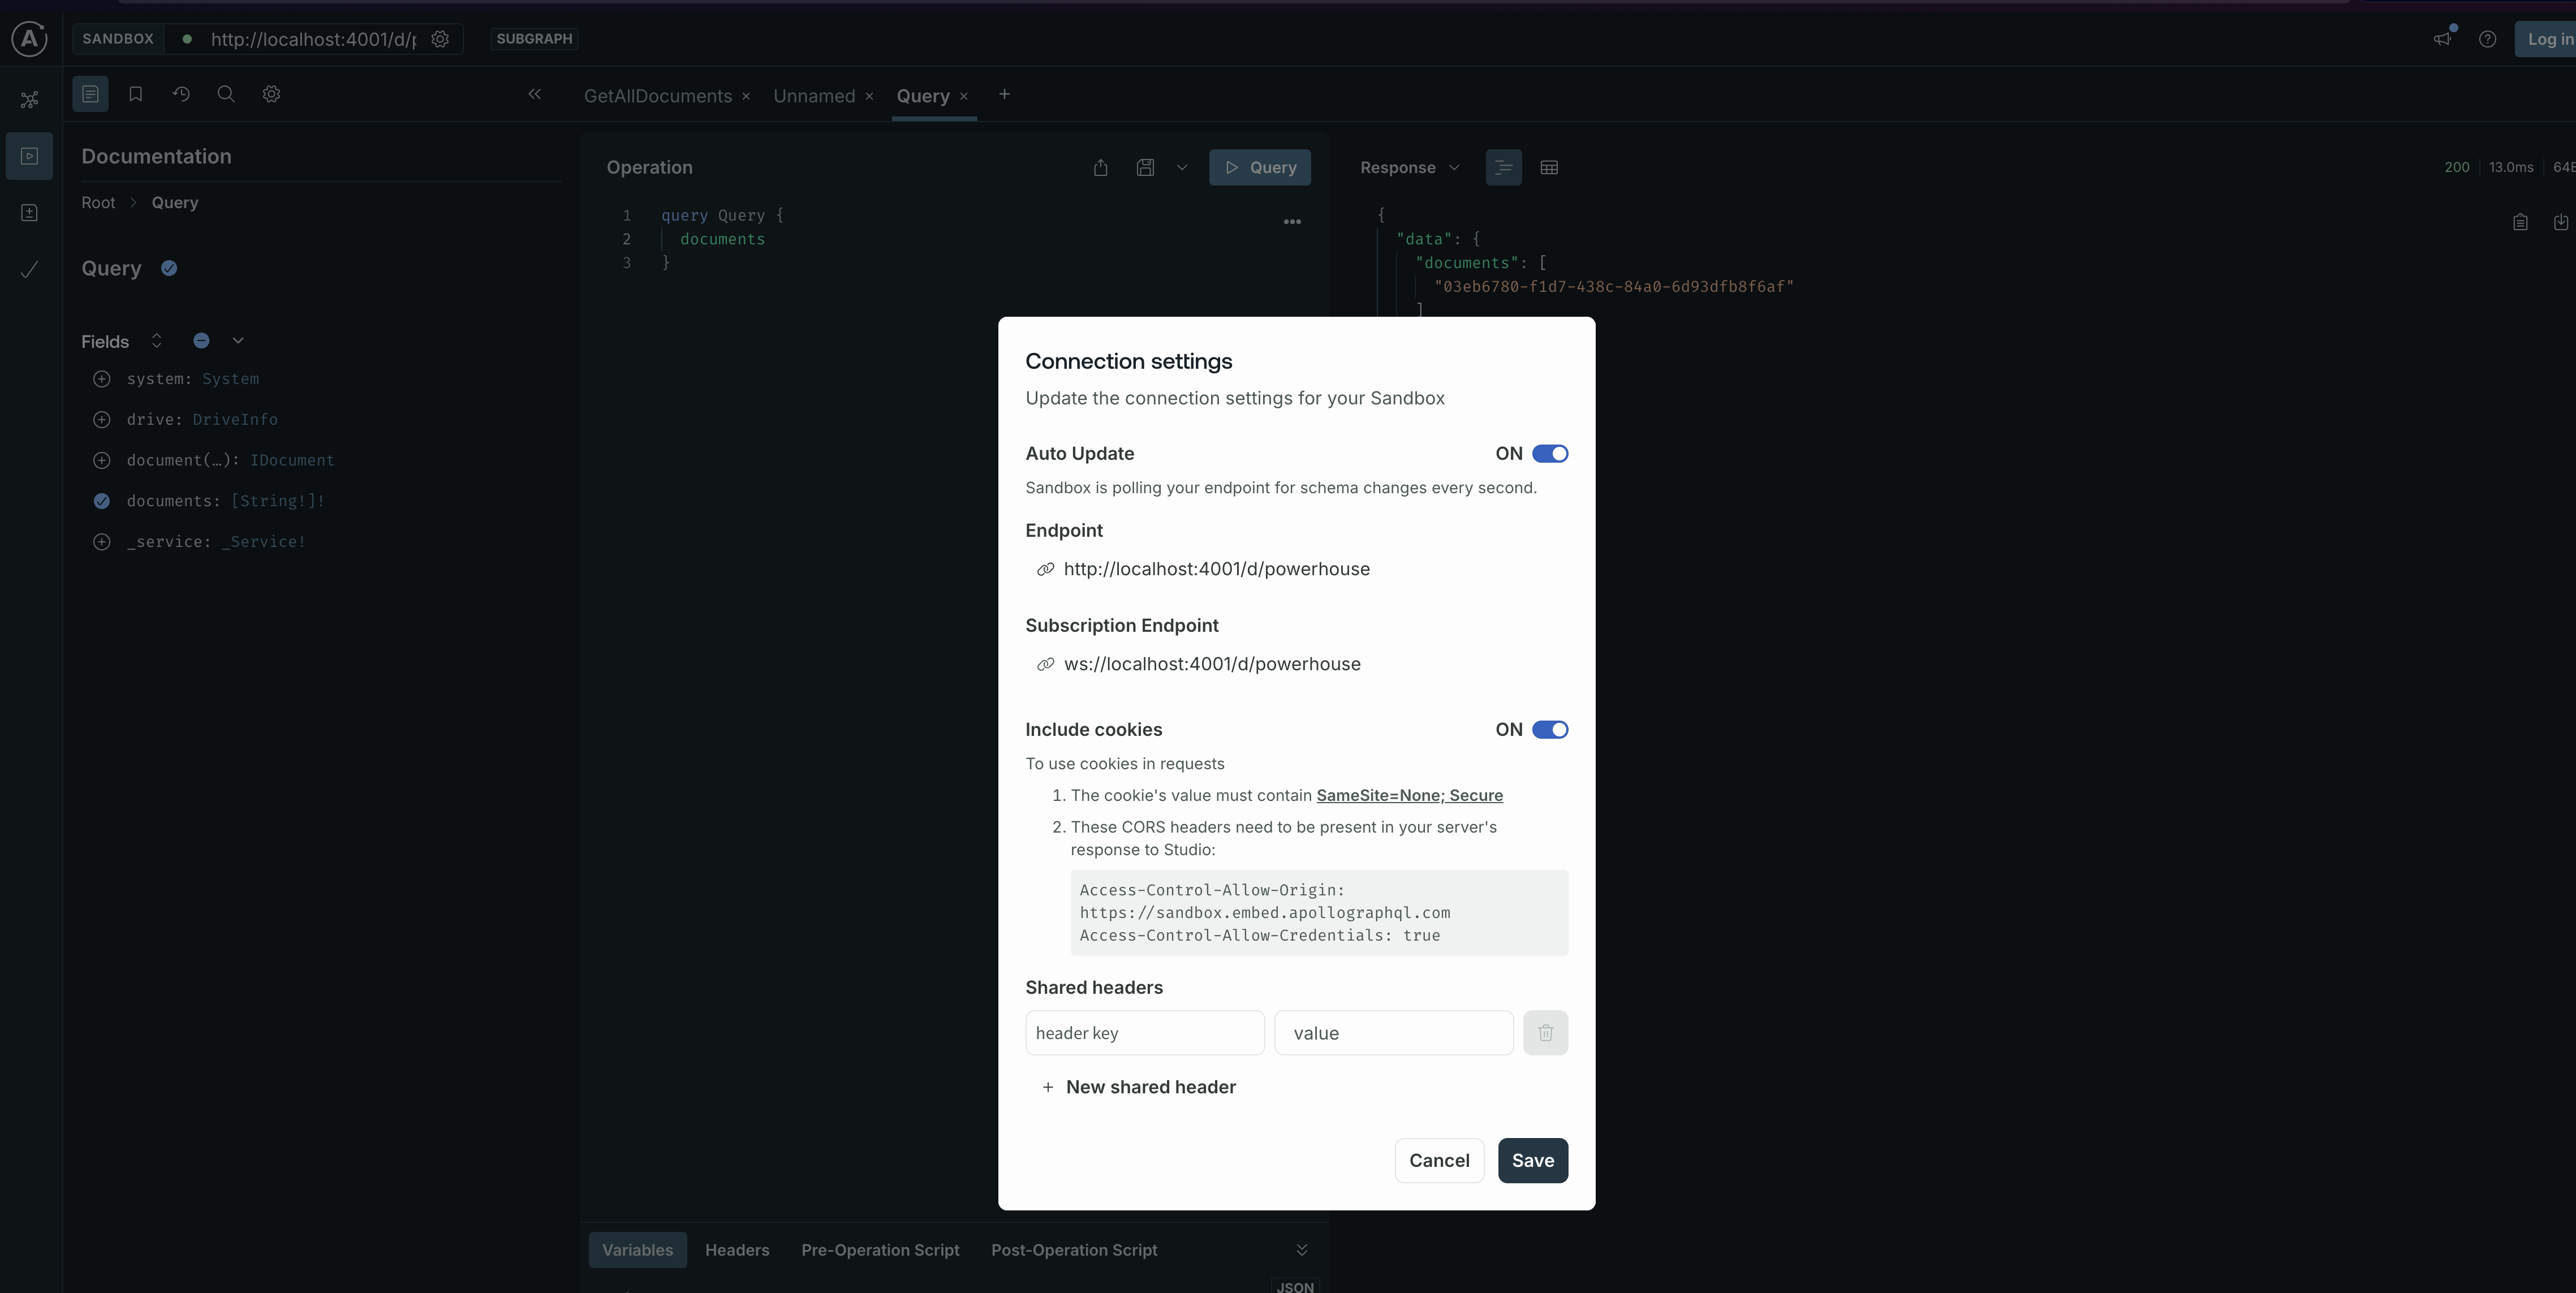 SANDBOX
http://localhost:4001/d/p
SUBGRAPH
Log in
GetAllDocuments
Unnamed
Query
Documentation
Root > Query
Query
Fields
system: System
drive: DriveInfo
document(…): IDocument
documents: [String!]!
_service: _Service!
Operation
Query
1 query Query {
2 documents
3 }
Response
200
13.0ms
64B
{
"data": {
"documents": [
"03eb6780-f1d7-438c-84a0-6d93dfb8f6af"
]
Connection settings
Update the connection settings for your Sandbox
Auto Update
ON
Sandbox is polling your endpoint for schema changes every second.
Endpoint
http://localhost:4001/d/powerhouse
Subscription Endpoint
ws://localhost:4001/d/powerhouse
Include cookies
ON
To use cookies in requests
1. The cookie's value must contain SameSite=None; Secure
2. These CORS headers need to be present in your server's
response to Studio:
Access-Control-Allow-Origin:
https://sandbox.embed.apollographql.com
Access-Control-Allow-Credentials: true
Shared headers
header key
value
+ New shared header
Cancel
Save
Variables
Headers
Pre-Operation Script
Post-Operation Script
JSON